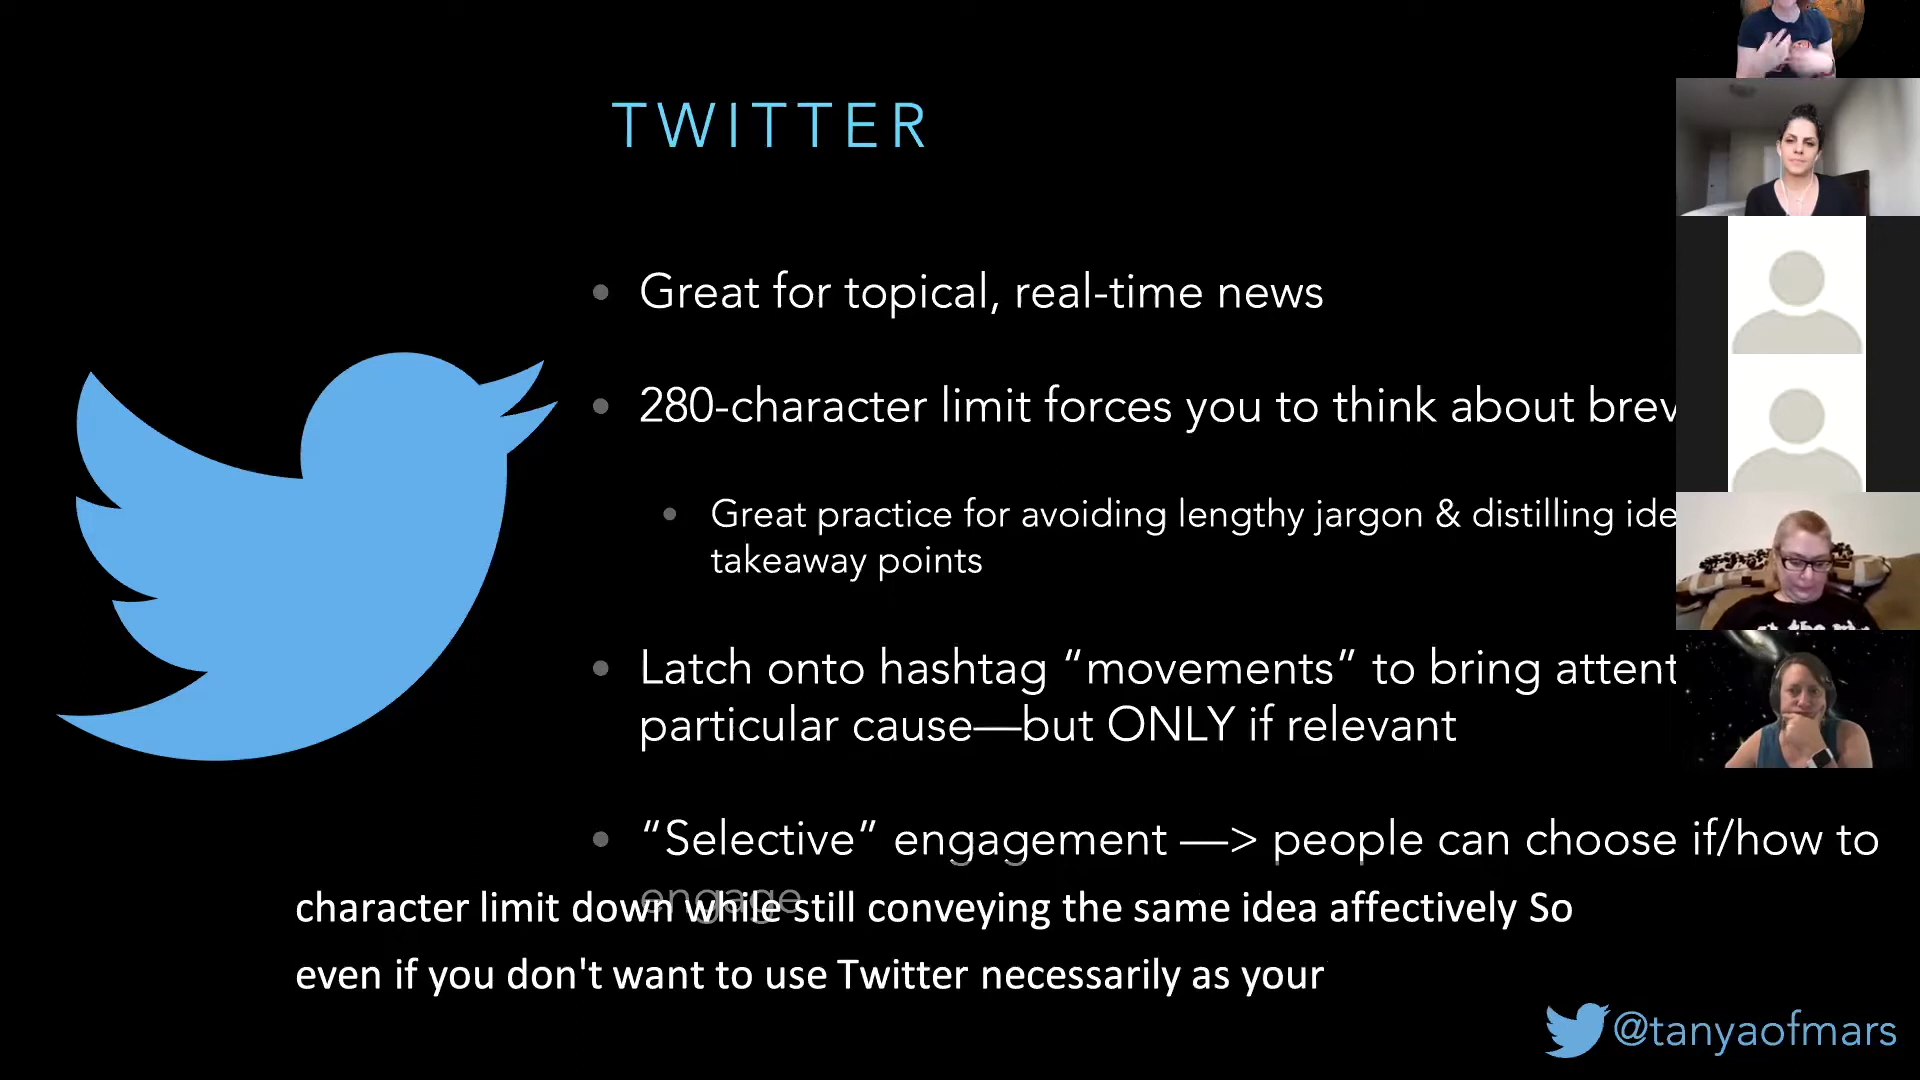 TWITTER
Great for topical, real-time news
280-character limit forces you to think about
Great practice for avoiding lengthy jargon & distilling
takeaway points
Latch onto hashtag “movements” to bring
particular cause—but ONLY if relevant
“Selective” engagement —> people can choose if/how to
engage
character limit down while still conveying the same idea affectively So
even if you don't want to use Twitter necessarily as your
@tanyaofmars